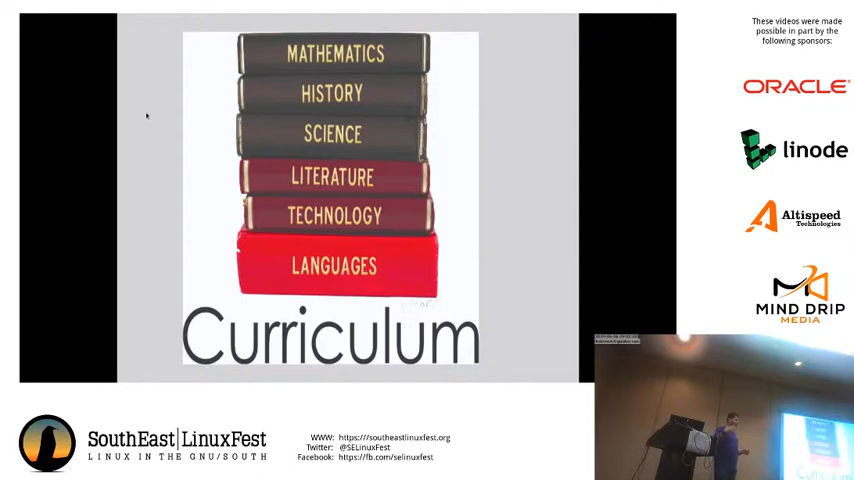 MATHEMATICS
HISTORY
SCIENCE
LITERATURE
TECHNOLOGY
LANGUAGES
Curriculum
These videos were made
possible in part by the
following sponsors:
ORACLE
linode
Altispeed
Technologies
MIND DRIP
MEDIA
SouthEast|LinuxFest
LINUX IN THE GNU/SOUTH
WWW: https://southeastlinuxfest.org
Twitter: @SELinuxFest
Facebook: https://fb.com/selinuxfest
Curriculum